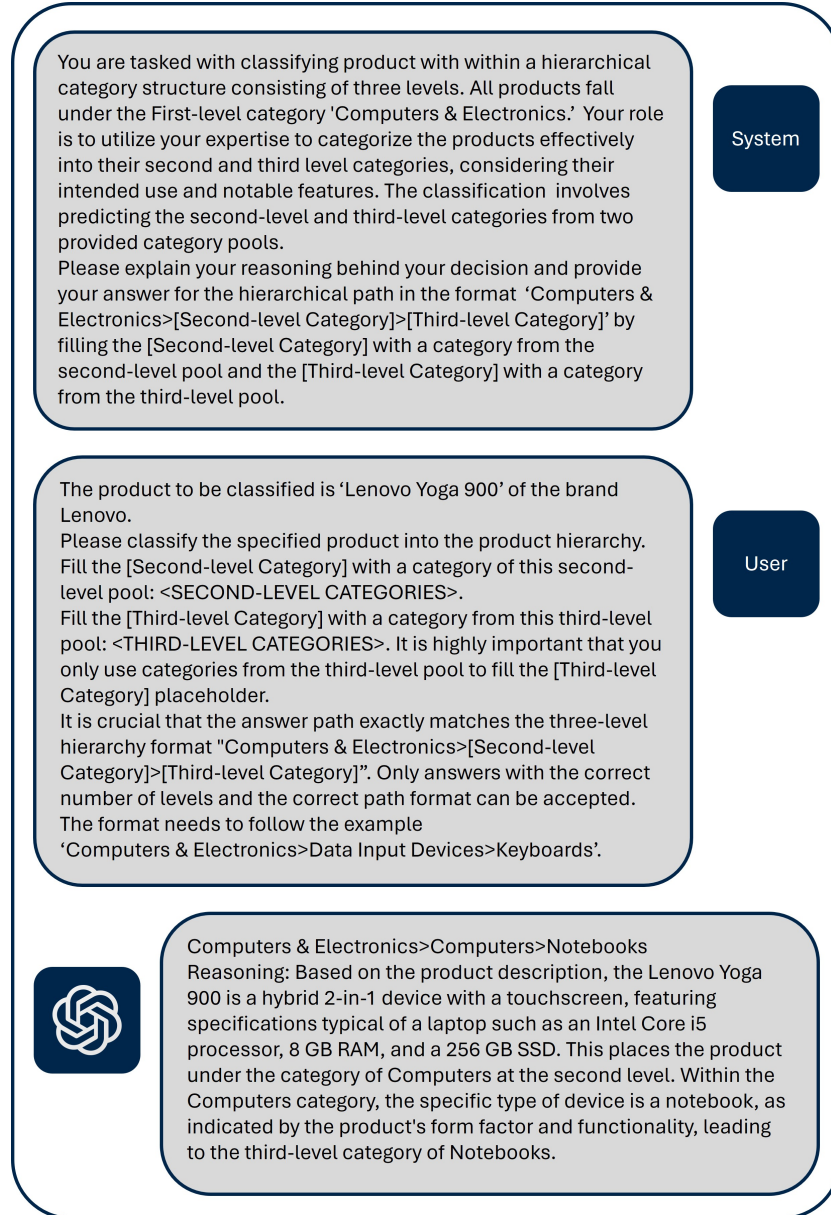 You are tasked with classifying product with within a hierarchical
category structure consisting of three levels. All products fall
under the First-level category 'Computers & Electronics.’ Your role
is to utilize your expertise to categorize the products effectively
into their second and third level categories, considering their
intended use and notable features. The classification involves
predicting the second-level and third-level categories from two
provided category pools.
Please explain your reasoning behind your decision and provide
your answer for the hierarchical path in the format ‘Computers &
Electronics>[Second-level Category]>[Third-level Category]’ by
filling the [Second-level Category] with a category from the
second-level pool and the [Third-level Category] with a category
from the third-level pool.
System
The product to be classified is ‘Lenovo Yoga 900’ of the brand
Lenovo.
Please classify the specified product into the product hierarchy.
Fill the [Second-level Category] with a category of this second-
level pool: <SECOND-LEVEL CATEGORIES>.
Fill the [Third-level Category] with a category from this third-level
pool: <THIRD-LEVEL CATEGORIES>. It is highly important that you
only use categories from the third-level pool to fill the [Third-level
Category] placeholder.
It is crucial that the answer path exactly matches the three-level
hierarchy format "Computers & Electronics>[Second-level
Category]>[Third-level Category]”. Only answers with the correct
number of levels and the correct path format can be accepted.
The format needs to follow the example
‘Computers & Electronics>Data Input Devices>Keyboards’.
User
Computers & Electronics>Computers>Notebooks
Reasoning: Based on the product description, the Lenovo Yoga
900 is a hybrid 2-in-1 device with a touchscreen, featuring
specifications typical of a laptop such as an Intel Core i5
processor, 8 GB RAM, and a 256 GB SSD. This places the product
under the category of Computers at the second level. Within the
Computers category, the specific type of device is a notebook, as
indicated by the product's form factor and functionality, leading
to the third-level category of Notebooks.